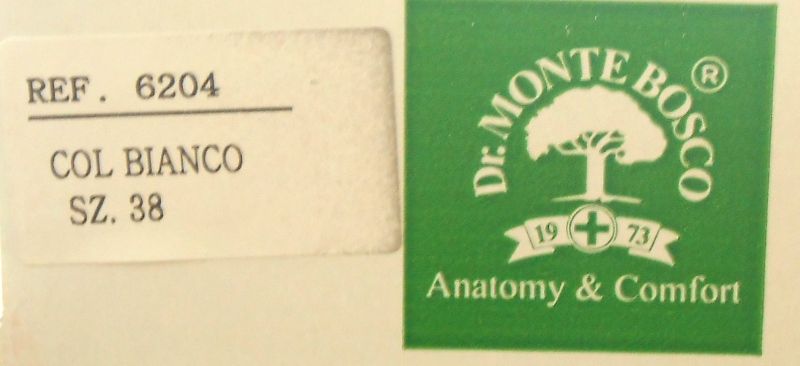 REF. 6204
COL BIANCO
SZ. 38
Dr. MONTE BOSCO ®
19 73
Anatomy & Comfort